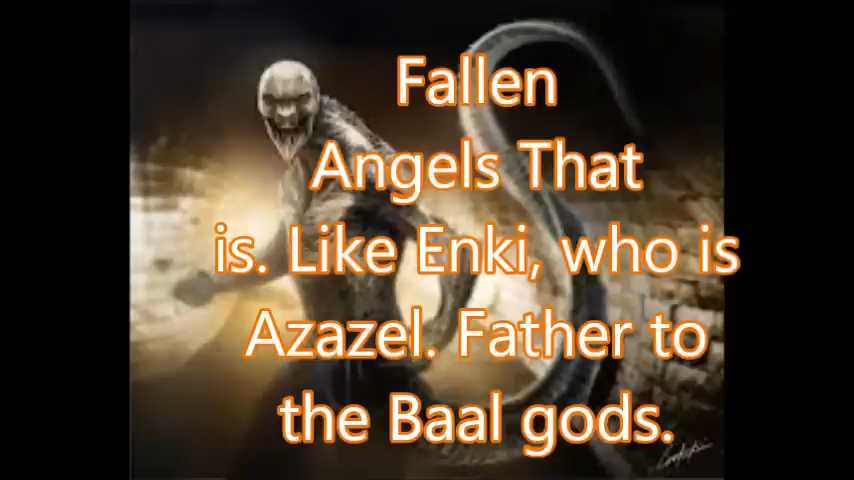 Fallen
Angels That
is. Like Enki, who is
Azazel. Father to
the Baal gods.